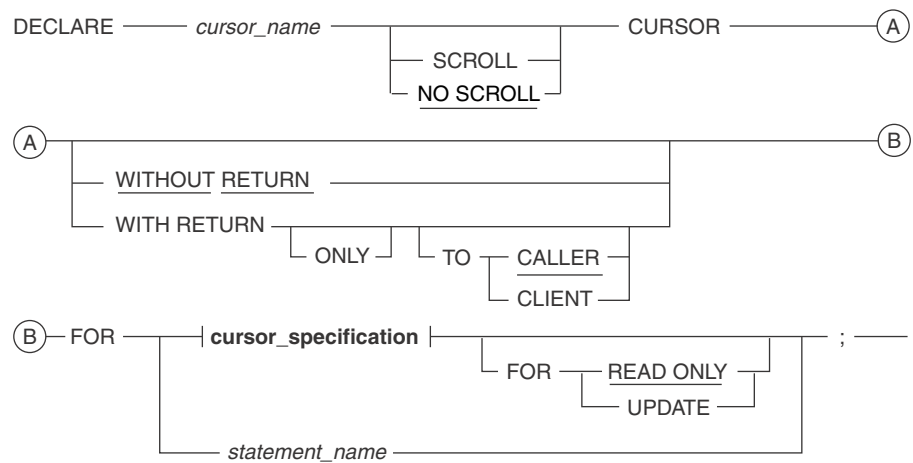 DECLARE cursor_name CURSOR A
SCROLL
NO SCROLL
A B
WITHOUT RETURN
WITH RETURN
ONLY TO CALLER
CLIENT
B FOR cursor_specification ;
FOR READ ONLY
UPDATE
statement_name